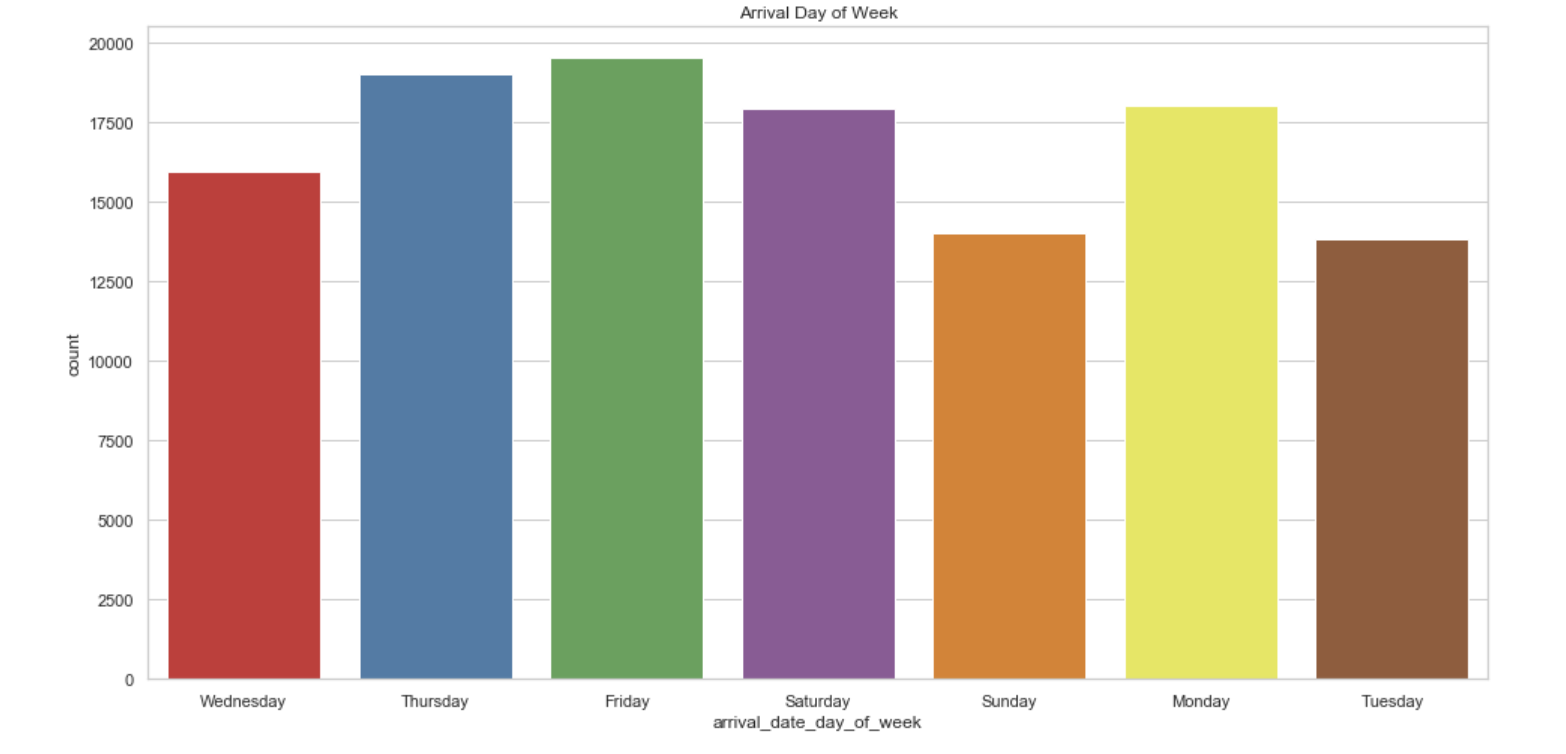 Arrival Day of Week
20000
17500
15000
12500
10000
7500
5000
2500
0
count
Wednesday Thursday Friday Saturday Sunday Monday Tuesday
arrival_date_day_of_week